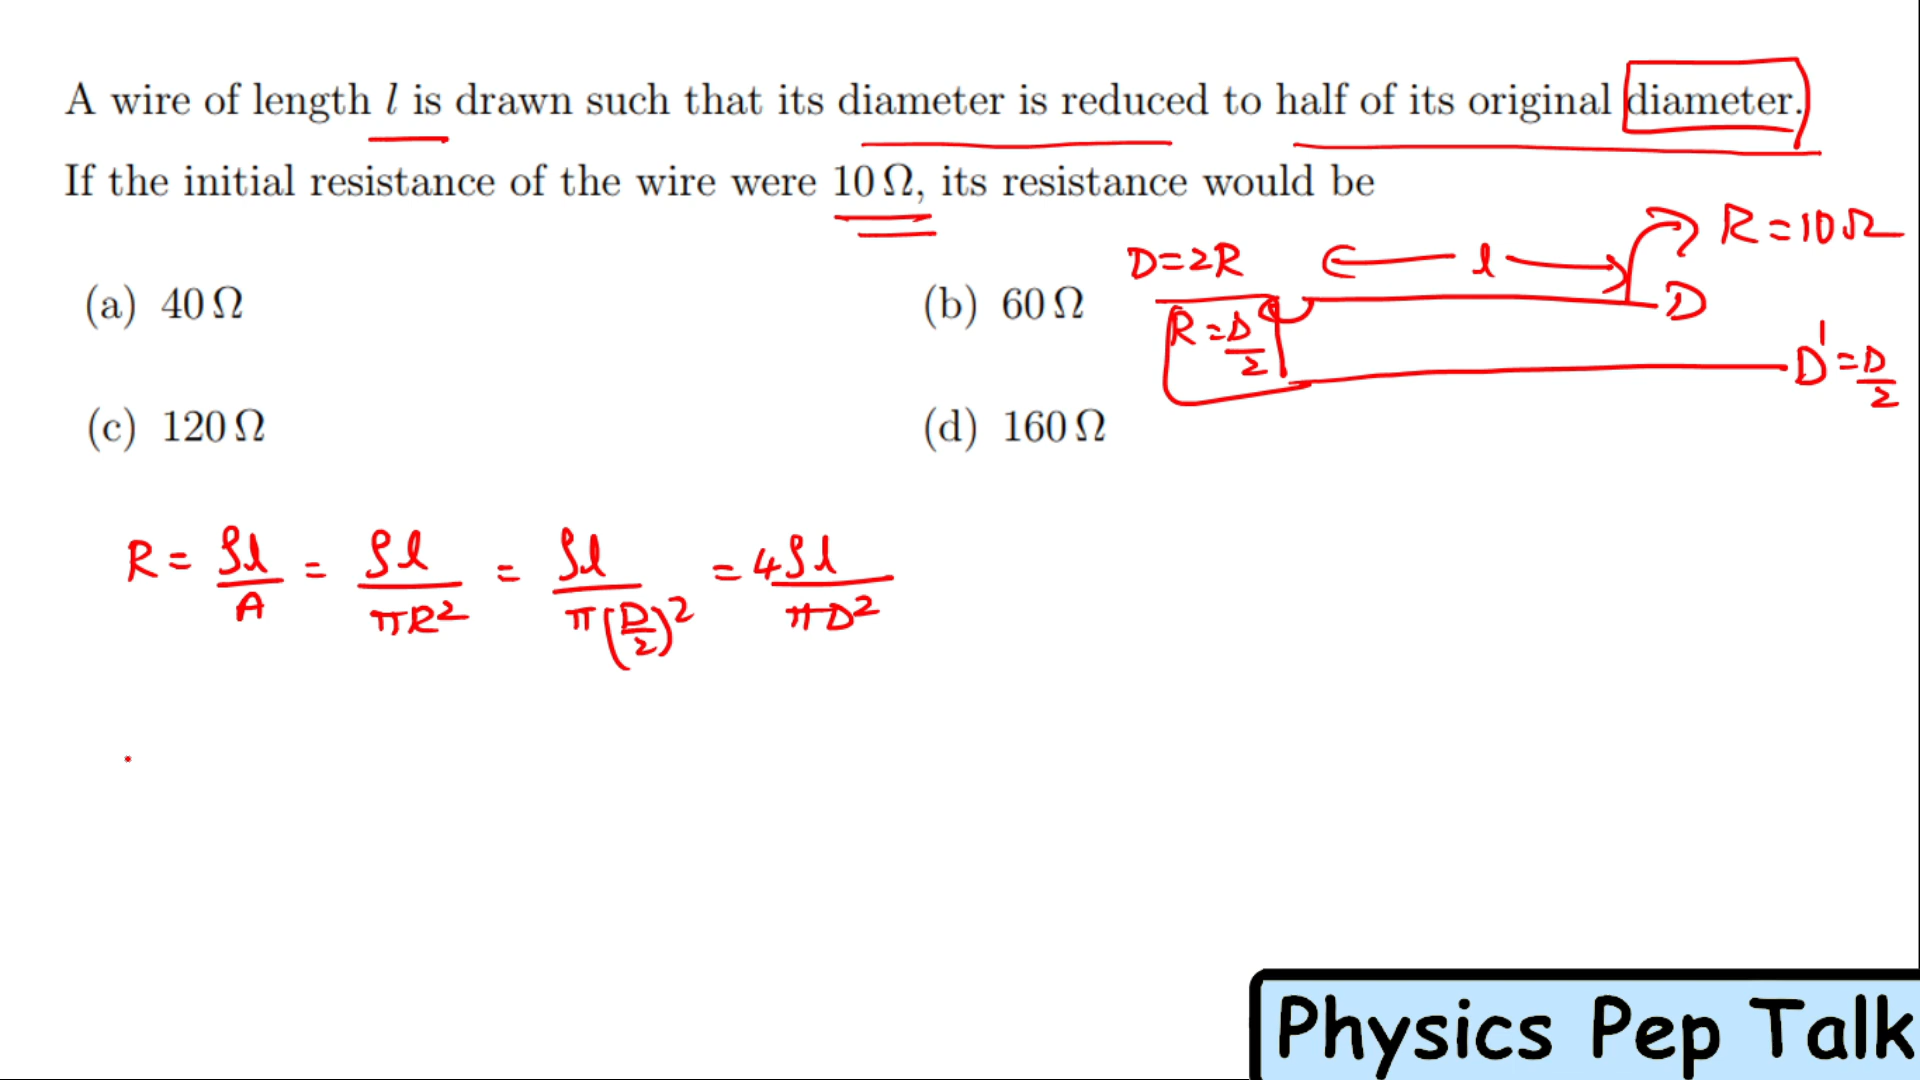 A wire of length l is drawn such that its diameter is reduced to half of its original diameter.
If the initial resistance of the wire were 10 Ω, its resistance would be
(a) 40 Ω
(b) 60 Ω
(c) 120 Ω
(d) 160 Ω
D=2R
R=D/2
l
R=10Ω
D
D'=D/2
R = ρl/A = ρl/πR² = ρl/π(D/2)² = 4ρl/πD²
Physics Pep Talk